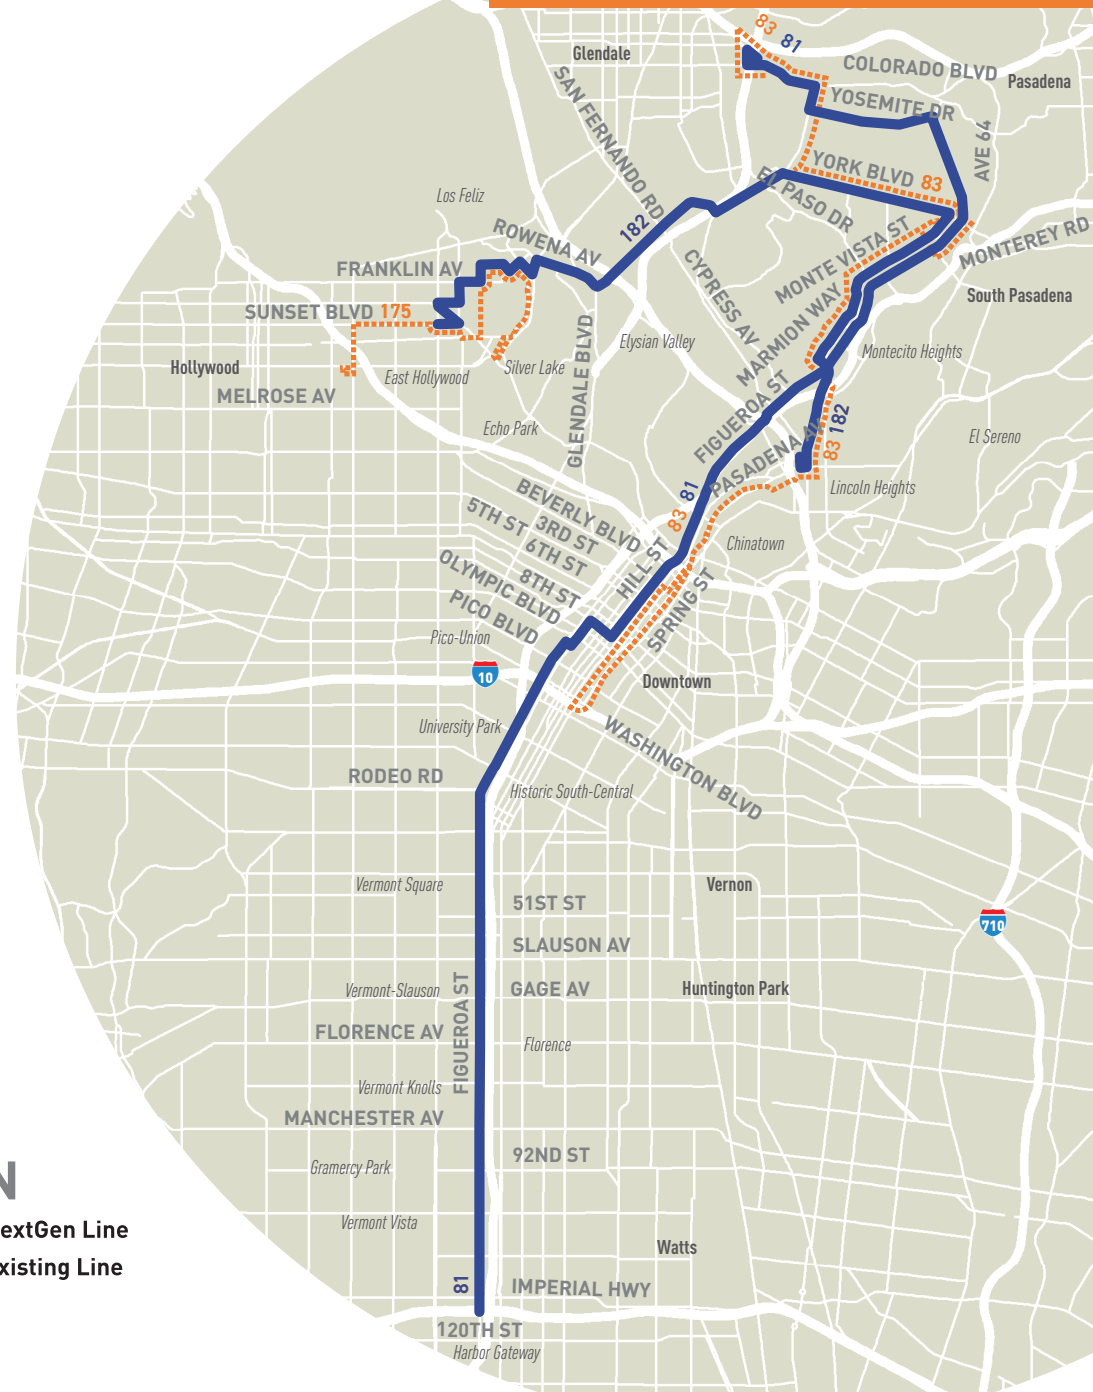 83
81
Glendale
COLORADO BLVD
Pasadena
SAN FERNANDO RD
YOSEMITE DR
AVE 64
YORK BLVD 83
EL PASO DR
Los Feliz
182
ROWENA AV
MONTE VISTA ST
MONTEREY RD
FRANKLIN AV
CYPRESS AV
MARMION WAY
South Pasadena
SUNSET BLVD 175
GLENDALE BLVD
Elysian Valley
Montecito Heights
Hollywood
East Hollywood
Silver Lake
MELROSE AV
FIGUEROA ST
Echo Park
PASADENA AV
83 182
El Sereno
Lincoln Heights
83 81
BEVERLY BLVD
5TH ST
3RD ST
6TH ST
Chinatown
HILL ST
OLYMPIC BLVD
8TH ST
PICO BLVD
SPRING ST
Pico-Union
10
Downtown
University Park
WASHINGTON BLVD
RODEO RD
Historic South-Central
Vermont Square
Vernon
51ST ST
710
SLAUSON AV
FIGUEROA ST
Vermont-Slauson
GAGE AV
Huntington Park
FLORENCE AV
Florence
Vermont Knolls
MANCHESTER AV
92ND ST
Gramercy Park
N
Vermont Vista
extGen Line
Watts
xisting Line
81
IMPERIAL HWY
120TH ST
Harbor Gateway